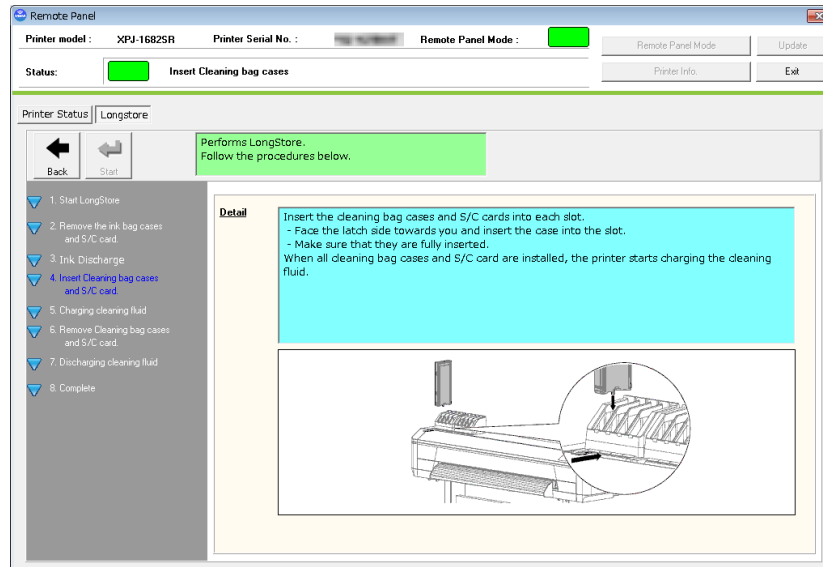 Remote Panel
Printer model : XPJ-1682SR Printer Serial No. : Remote Panel Mode :
Remote Panel Mode Update
Status: Insert Cleaning bag cases
Printer Info. Exit
Printer Status Longstore
Back Start
Performs LongStore.
Follow the procedures below.
1. Start LongStore
2. Remove the ink bag cases
and S/C card.
3. Ink Discharge
4. Insert Cleaning bag cases
and S/C card.
5. Charging cleaning fluid
6. Remove Cleaning bag cases
and S/C card.
7. Discharging cleaning fluid
8. Complete
Detail
Insert the cleaning bag cases and S/C cards into each slot.
- Face the latch side towards you and insert the case into the slot.
- Make sure that they are fully inserted.
When all cleaning bag cases and S/C card are installed, the printer starts charging the cleaning
fluid.